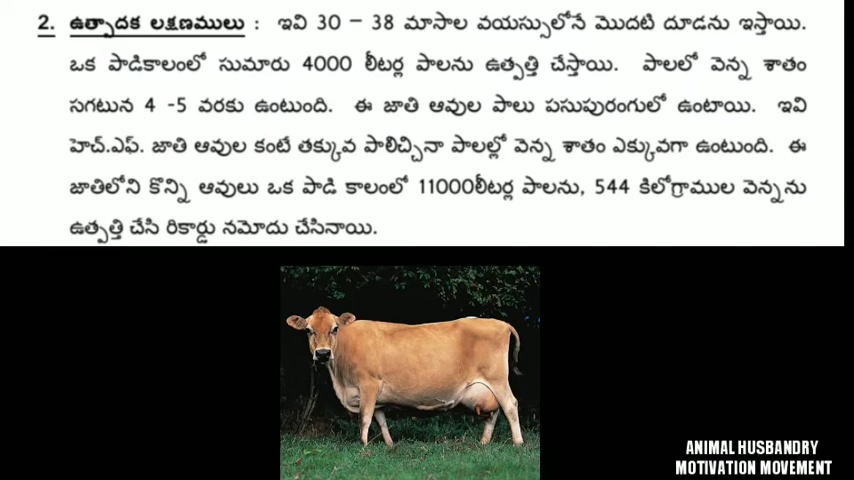 2. ఉత్పాదక లక్షణములు : ఇవి 30 – 38 మాసాల వయస్సులోనే మొదటి దూడను ఇస్తాయి.
ఒక పాడికాలంలో సుమారు 4000 లీటర్ల పాలను ఉత్పత్తి చేస్తాయి. పాలలో వెన్న శాతం
సగటున 4 -5 వరకు ఉంటుంది. ఈ జాతి ఆవుల పాలు పసుపురంగులో ఉంటాయి. ఇవి
హెచ్.ఎఫ్. జాతి ఆవుల కంటే తక్కువ పాలిచ్చినా పాలల్లో వెన్న శాతం ఎక్కువగా ఉంటుంది. ఈ
జాతిలోని కొన్ని ఆవులు ఒక పాడి కాలంలో 11000లీటర్ల పాలను, 544 కిలోగ్రాముల వెన్నను
ఉత్పత్తి చేసి రికార్డు నమోదు చేసినాయి.
ANIMAL HUSBANDRY
MOTIVATION MOVEMENT